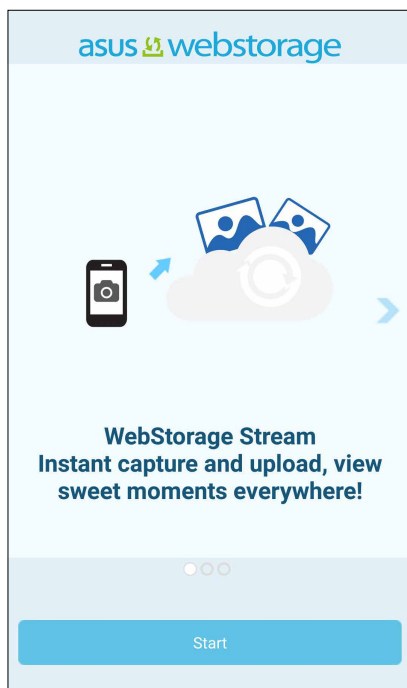 asus webstorage
WebStorage Stream
Instant capture and upload, view
sweet moments everywhere!
Start